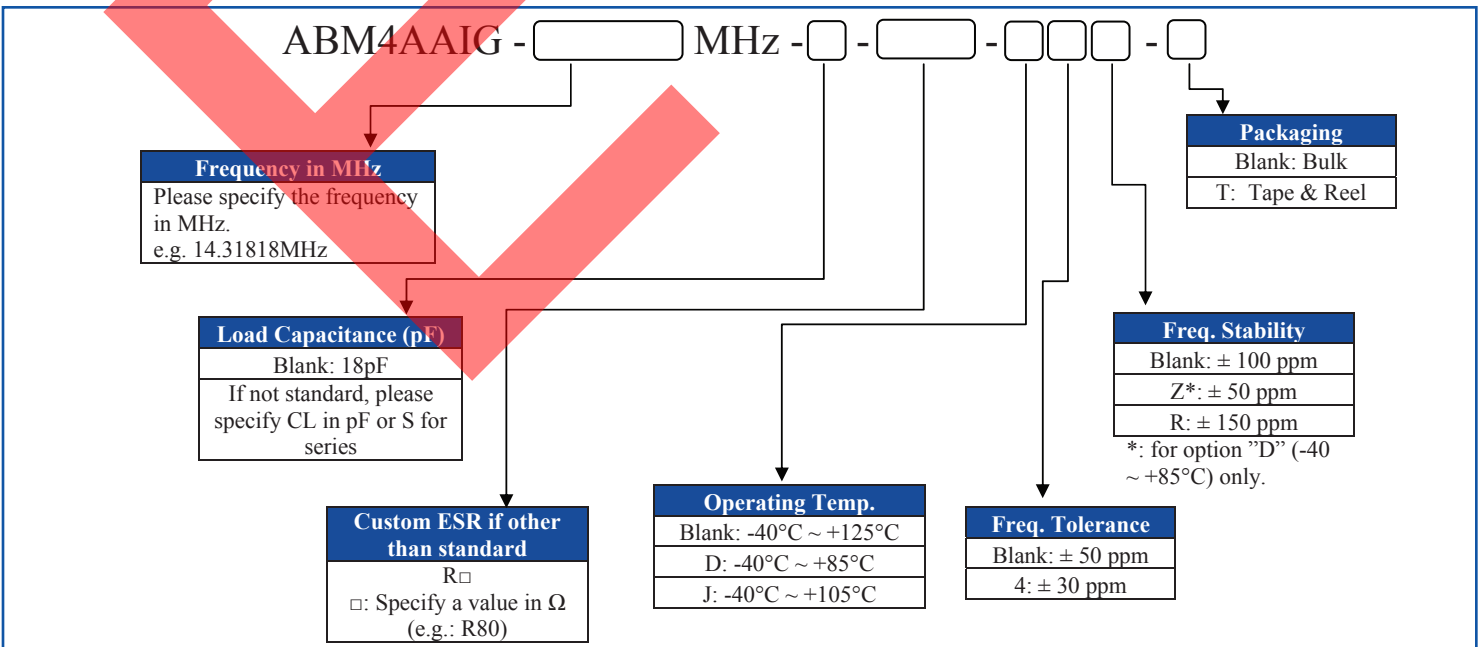 ABM4AAIG - MHz - - - -
Packaging
Blank: Bulk
T: Tape & Reel
Frequency in MHz
Please specify the frequency
in MHz.
e.g. 14.31818MHz
Load Capacitance (pF)
Blank: 18pF
If not standard, please
specify CL in pF or S for
series
Freq. Stability
Blank: ± 100 ppm
Z*: ± 50 ppm
R: ± 150 ppm
*: for option ”D” (-40
~ +85°C) only.
Custom ESR if other
than standard
R□
□: Specify a value in Ω
(e.g.: R80)
Operating Temp.
Blank: -40°C ~ +125°C
D: -40°C ~ +85°C
J: -40°C ~ +105°C
Freq. Tolerance
Blank: ± 50 ppm
4: ± 30 ppm